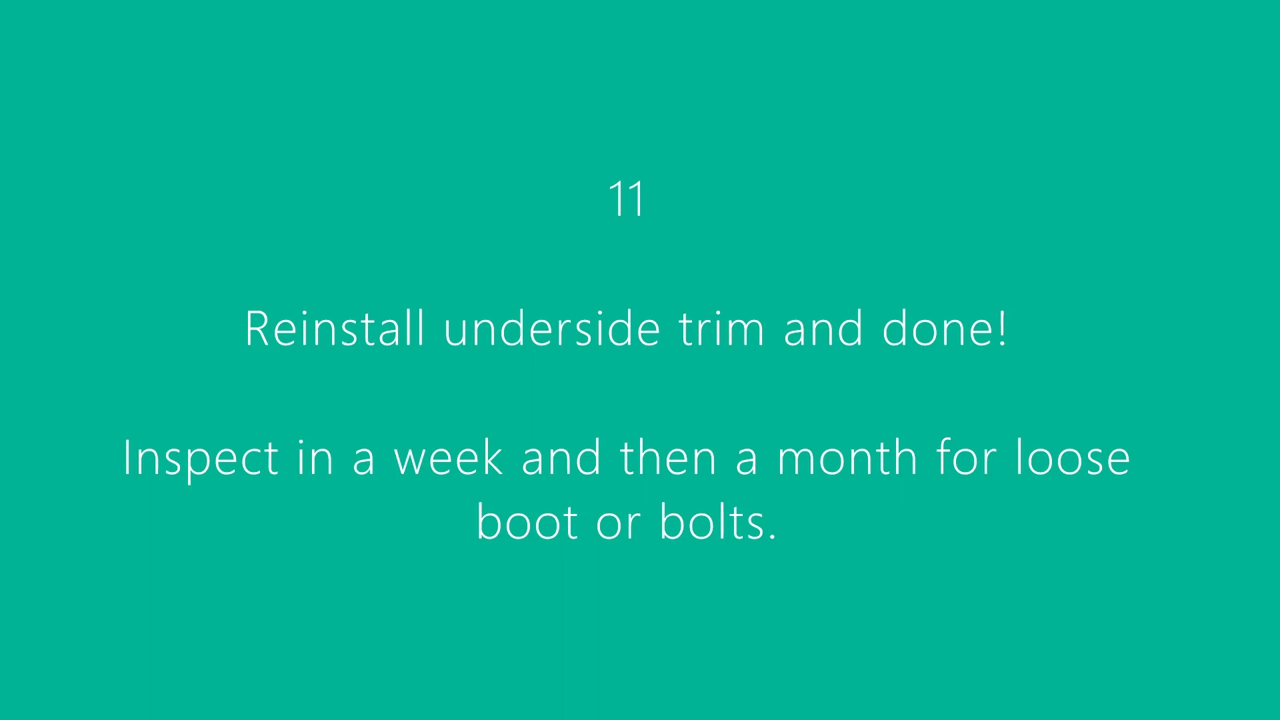 11
Reinstall underside trim and done!
Inspect in a week and then a month for loose
boot or bolts.